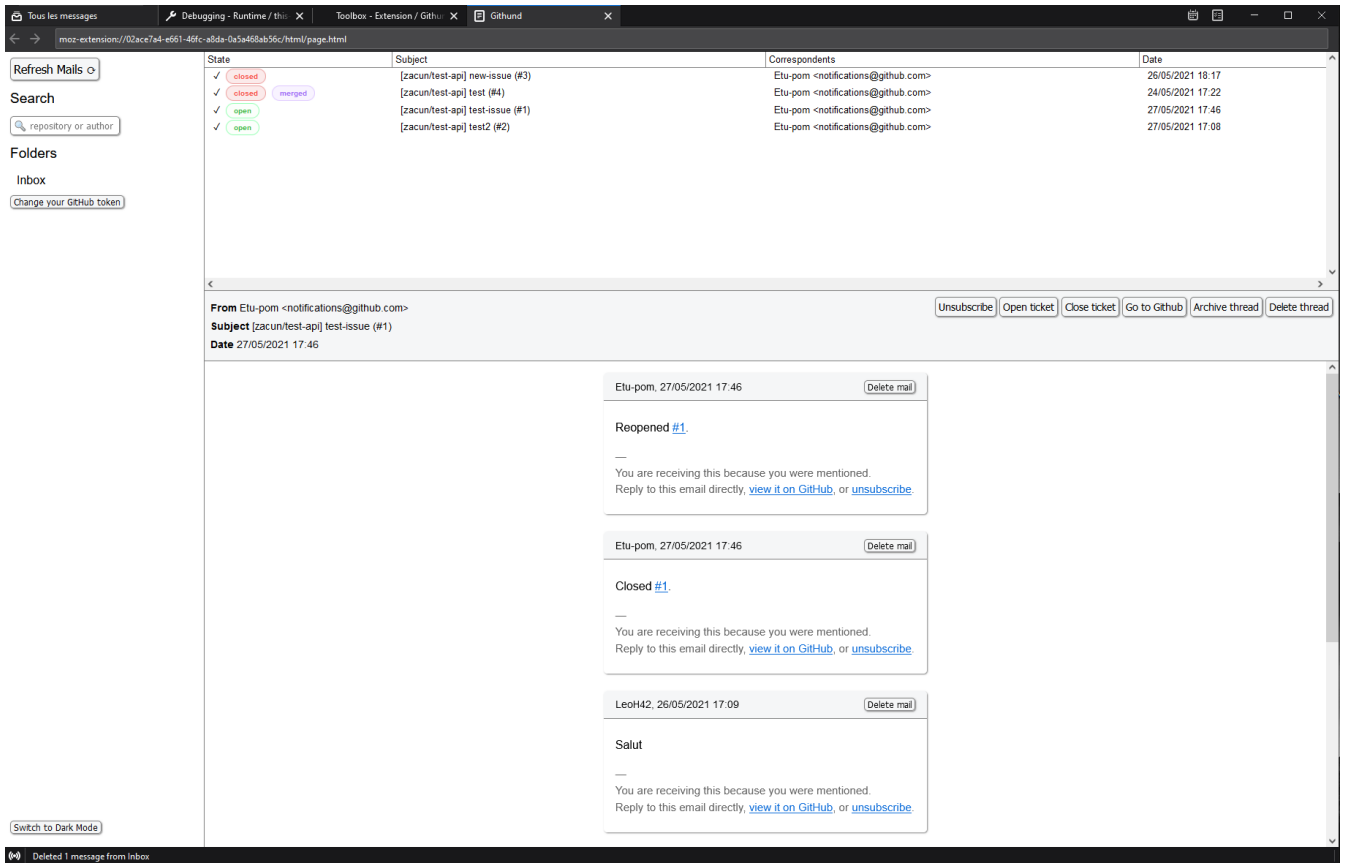 Tous les messages
Debugging - Runtime / this-
Toolbox - Extension / Githun
Githund
moz-extension://02ace7a4-e661-46fc-a8da-0a5a468ab56c/html/page.html
Refresh Mails
Search
repository or author
Folders
Inbox
Change your GitHub token
State Subject Correspondents Date
✓ closed [zacun/test-api] new-issue (#3) Etu-pom <notifications@github.com> 26/05/2021 18:17
✓ closed merged [zacun/test-api] test (#4) Etu-pom <notifications@github.com> 24/05/2021 17:22
✓ open [zacun/test-api] test-issue (#1) Etu-pom <notifications@github.com> 27/05/2021 17:46
✓ open [zacun/test-api] test2 (#2) Etu-pom <notifications@github.com> 27/05/2021 17:08
From Etu-pom <notifications@github.com>
Unsubscribe Open ticket Close ticket Go to Github Archive thread Delete thread
Subject [zacun/test-api] test-issue (#1)
Date 27/05/2021 17:46
Etu-pom, 27/05/2021 17:46 Delete mail
Reopened #1.
—
You are receiving this because you were mentioned.
Reply to this email directly, view it on GitHub, or unsubscribe.
Etu-pom, 27/05/2021 17:46 Delete mail
Closed #1.
—
You are receiving this because you were mentioned.
Reply to this email directly, view it on GitHub, or unsubscribe.
LeoH42, 26/05/2021 17:09 Delete mail
Salut
—
You are receiving this because you were mentioned.
Reply to this email directly, view it on GitHub, or unsubscribe.
Switch to Dark Mode
Deleted 1 message from Inbox